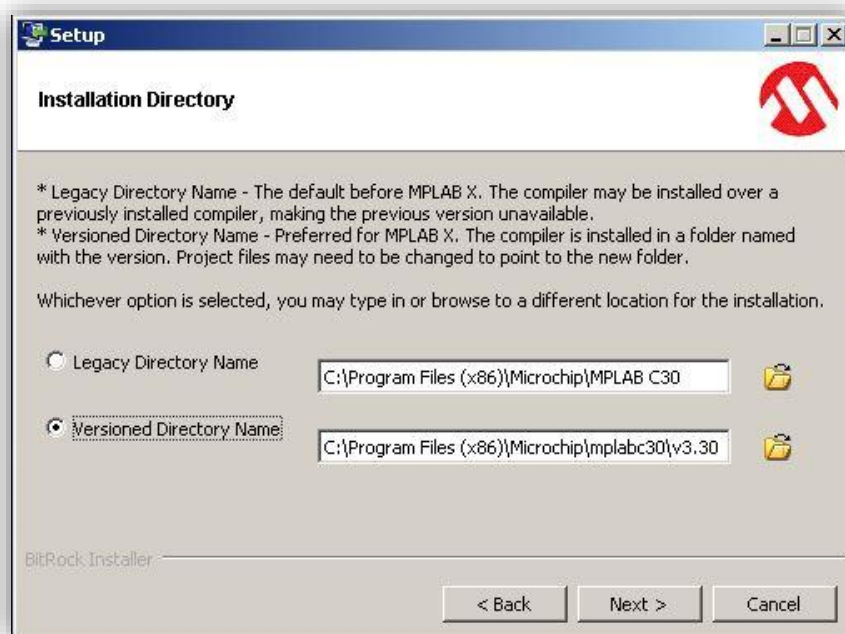 Setup
Installation Directory
* Legacy Directory Name - The default before MPLAB X. The compiler may be installed over a
previously installed compiler, making the previous version unavailable.
* Versioned Directory Name - Preferred for MPLAB X. The compiler is installed in a folder named
with the version. Project files may need to be changed to point to the new folder.
Whichever option is selected, you may type in or browse to a different location for the installation.
Legacy Directory Name
C:\Program Files (x86)\Microchip\MPLAB C30
Versioned Directory Name
C:\Program Files (x86)\Microchip\mplabc30\v3.30
BitRock Installer
< Back Next > Cancel